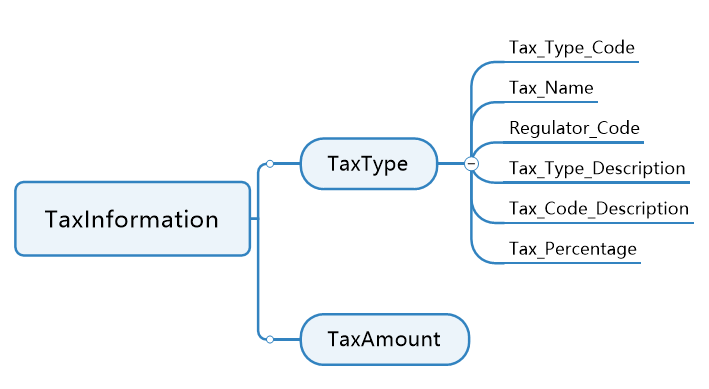 TaxInformation
TaxType
Tax_Type_Code
Tax_Name
Regulator_Code
Tax_Type_Description
Tax_Code_Description
Tax_Percentage
TaxAmount